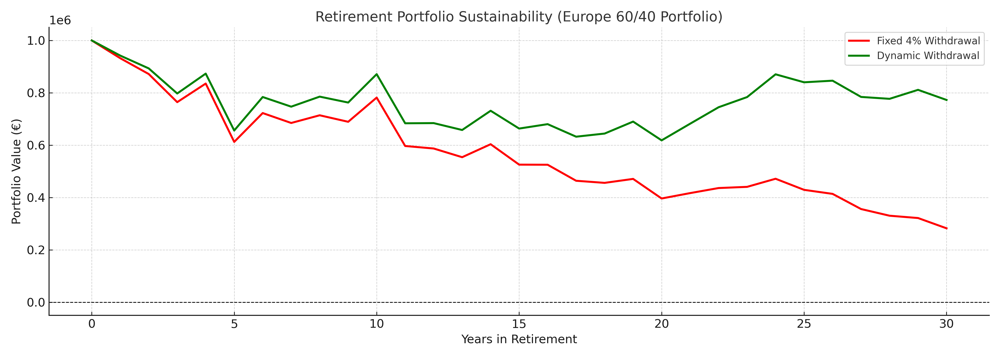 Retirement Portfolio Sustainability (Europe 60/40 Portfolio)
1e6
Fixed 4% Withdrawal
Dynamic Withdrawal
Portfolio Value (€)
1.0
0.8
0.6
0.4
0.2
0.0
0 5 10 15 20 25 30
Years in Retirement